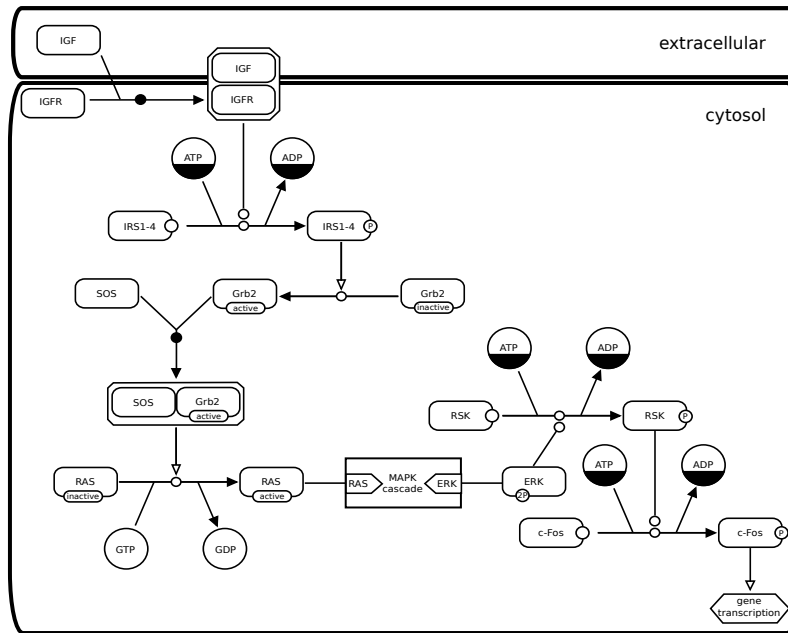 IGF
extracellular
IGF
IGFR
IGFR
cytosol
ATP
ADP
IRS1-4
IRS1-4
P
SOS
Grb2
active
Grb2
inactive
ATP
ADP
SOS
Grb2
active
RSK
RSK
P
ATP
ADP
RAS
inactive
RAS
active
RAS
MAPK
cascade
ERK
ERK
2P
GTP
GDP
c-Fos
c-Fos
P
gene
transcription